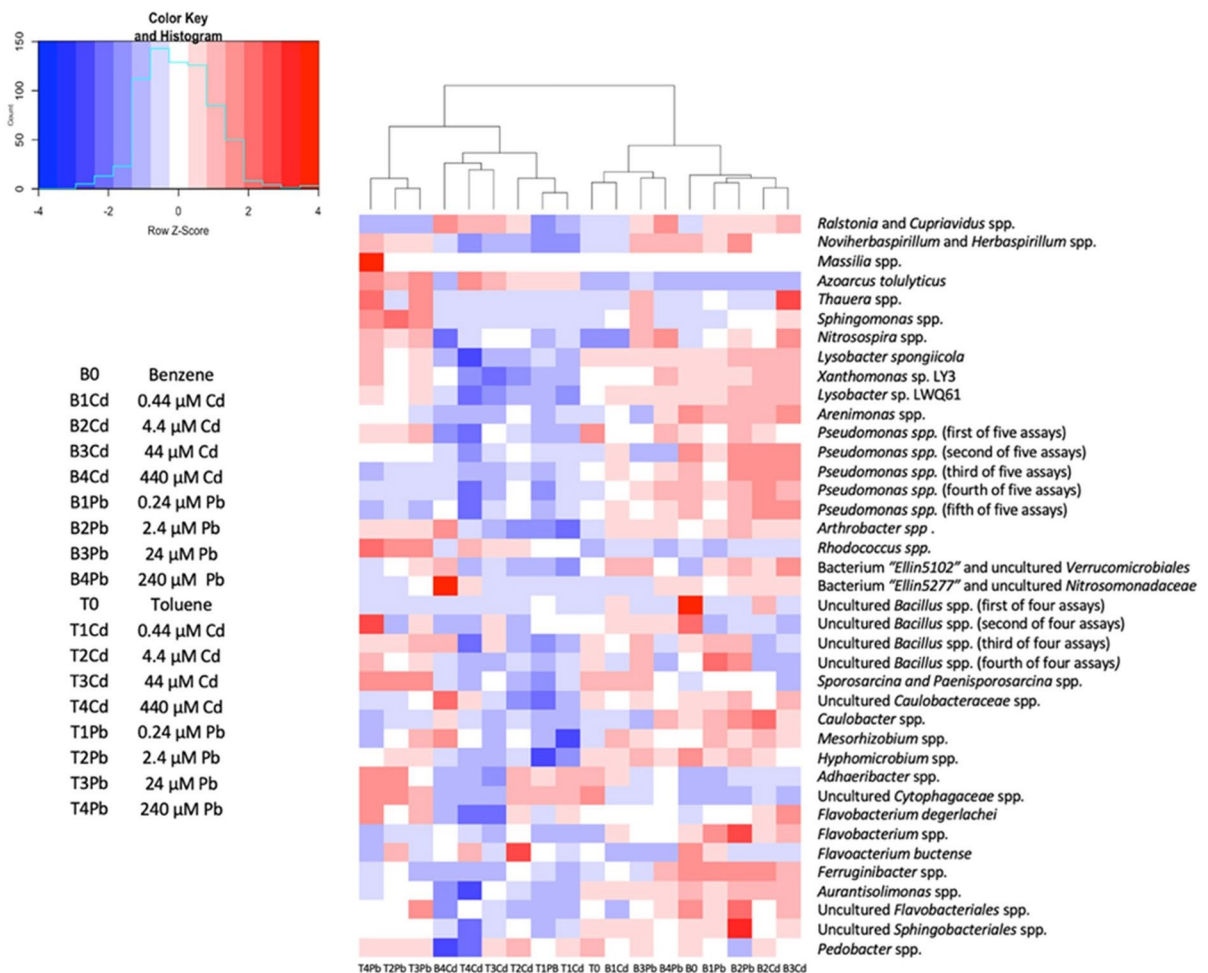 Color Key
and Histogram
150
100
50
0
Count
-4 -2 0 2 4
Row Z-Score
B0 Benzene
B1Cd 0.44 µM Cd
B2Cd 4.4 µM Cd
B3Cd 44 µM Cd
B4Cd 440 µM Cd
B1Pb 0.24 µM Pb
B2Pb 2.4 µM Pb
B3Pb 24 µM Pb
B4Pb 240 µM Pb
T0 Toluene
T1Cd 0.44 µM Cd
T2Cd 4.4 µM Cd
T3Cd 44 µM Cd
T4Cd 440 µM Cd
T1Pb 0.24 µM Pb
T2Pb 2.4 µM Pb
T3Pb 24 µM Pb
T4Pb 240 µM Pb
Ralstonia and Cupriavidus spp.
Noviherbaspirillum and Herbaspirillum spp.
Massilia spp.
Azoarcus tolulyticus
Thauera spp.
Sphingomonas spp.
Nitrosospira spp.
Lysobacter spongiicola
Xanthomonas sp. LY3
Lysobacter sp. LWQ61
Arenimonas spp.
Pseudomonas spp. (first of five assays)
Pseudomonas spp. (second of five assays)
Pseudomonas spp. (third of five assays)
Pseudomonas spp. (fourth of five assays)
Pseudomonas spp. (fifth of five assays)
Arthrobacter spp .
Rhodococcus spp.
Bacterium "Ellin5102" and uncultured Verrucomicrobiales
Bacterium "Ellin5277" and uncultured Nitrosomonadaceae
Uncultured Bacillus spp. (first of four assays)
Uncultured Bacillus spp. (second of four assays)
Uncultured Bacillus spp. (third of four assays)
Uncultured Bacillus spp. (fourth of four assays)
Sporosarcina and Paenisporosarcina spp.
Uncultured Caulobacteraceae spp.
Caulobacter spp.
Mesorhizobium spp.
Hyphomicrobium spp.
Adhaeribacter spp.
Uncultured Cytophagaceae spp.
Flavobacterium degerlachei
Flavobacterium spp.
Flavoacterium buctense
Ferruginibacter spp.
Aurantisolimonas spp.
Uncultured Flavobacteriales spp.
Uncultured Sphingobacteriales spp.
Pedobacter spp.
T4Pb T2Pb T3Pb B4Cd T4Cd T3Cd T2Cd T1PB T1Cd T0 B1Cd B3Pb B4Pb B0 B1Pb B2Pb B2Cd B3Cd